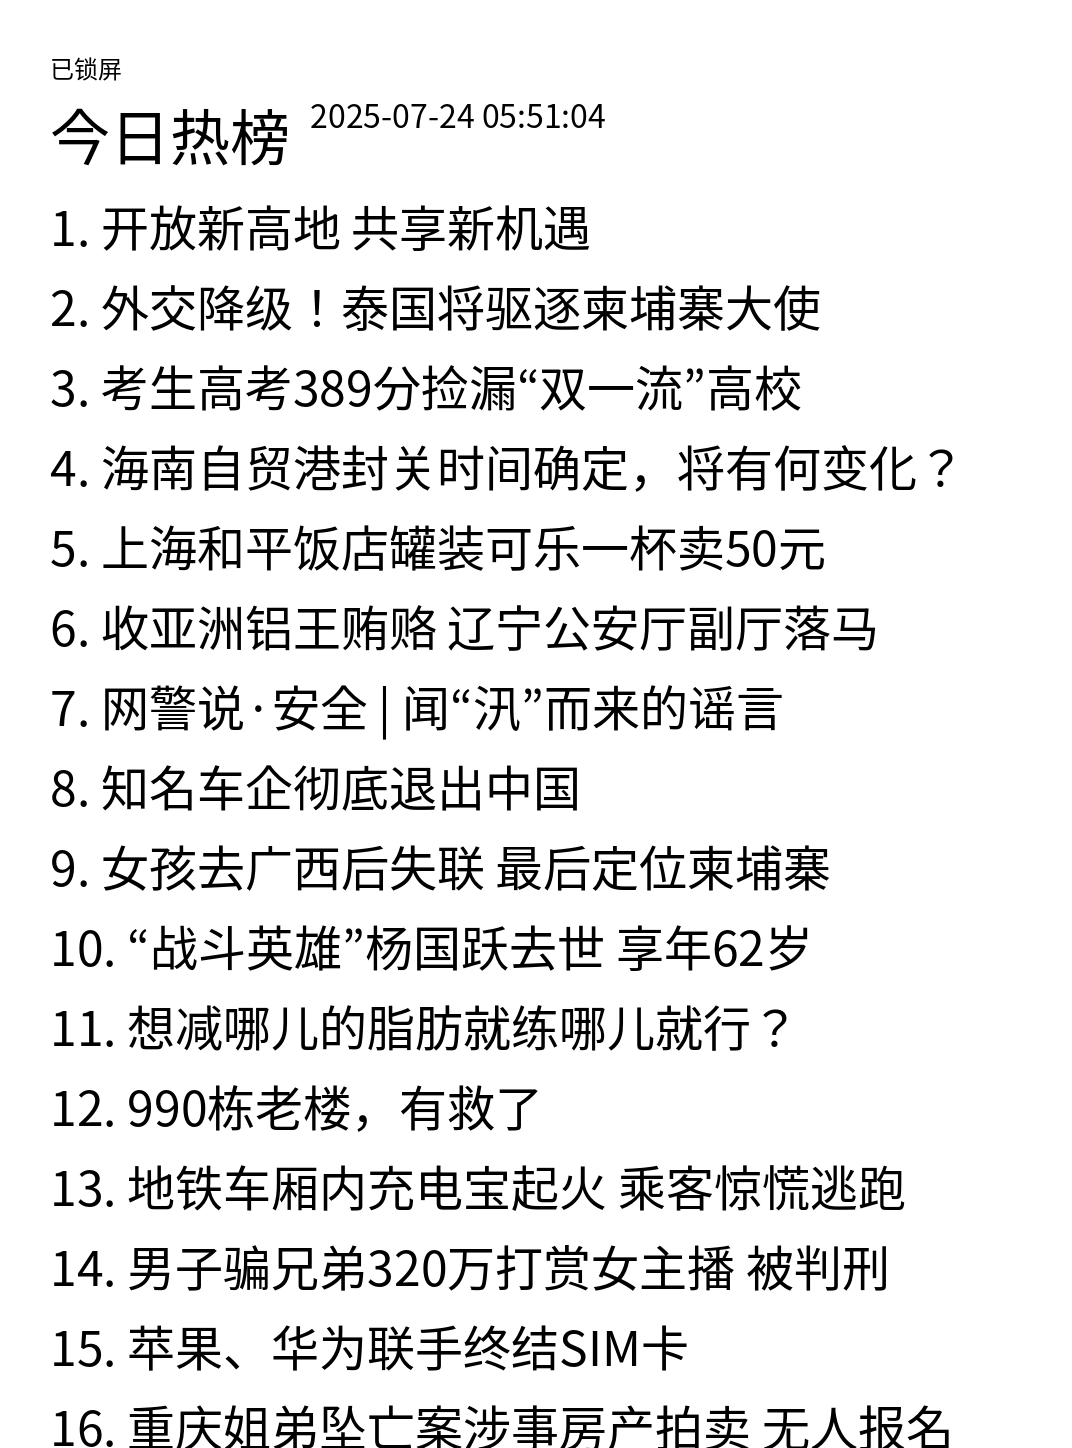 已锁屏
今日热榜 2025-07-24 05:51:04
1. 开放新高地 共享新机遇
2. 外交降级！泰国将驱逐柬埔寨大使
3. 考生高考389分捡漏“双一流”高校
4. 海南自贸港封关时间确定，将有何变化？
5. 上海和平饭店罐装可乐一杯卖50元
6. 收亚洲铝王贿赂 辽宁公安厅副厅落马
7. 网警说·安全 | 闻“汛”而来的谣言
8. 知名车企彻底退出中国
9. 女孩去广西后失联 最后定位柬埔寨
10. “战斗英雄”杨国跃去世 享年62岁
11. 想减哪儿的脂肪就练哪儿就行？
12. 990栋老楼，有救了
13. 地铁车厢内充电宝起火 乘客惊慌逃跑
14. 男子骗兄弟320万打赏女主播 被判刑
15. 苹果、华为联手终结SIM卡
16. 重庆姐弟坠亡案涉事房产拍卖 无人报名